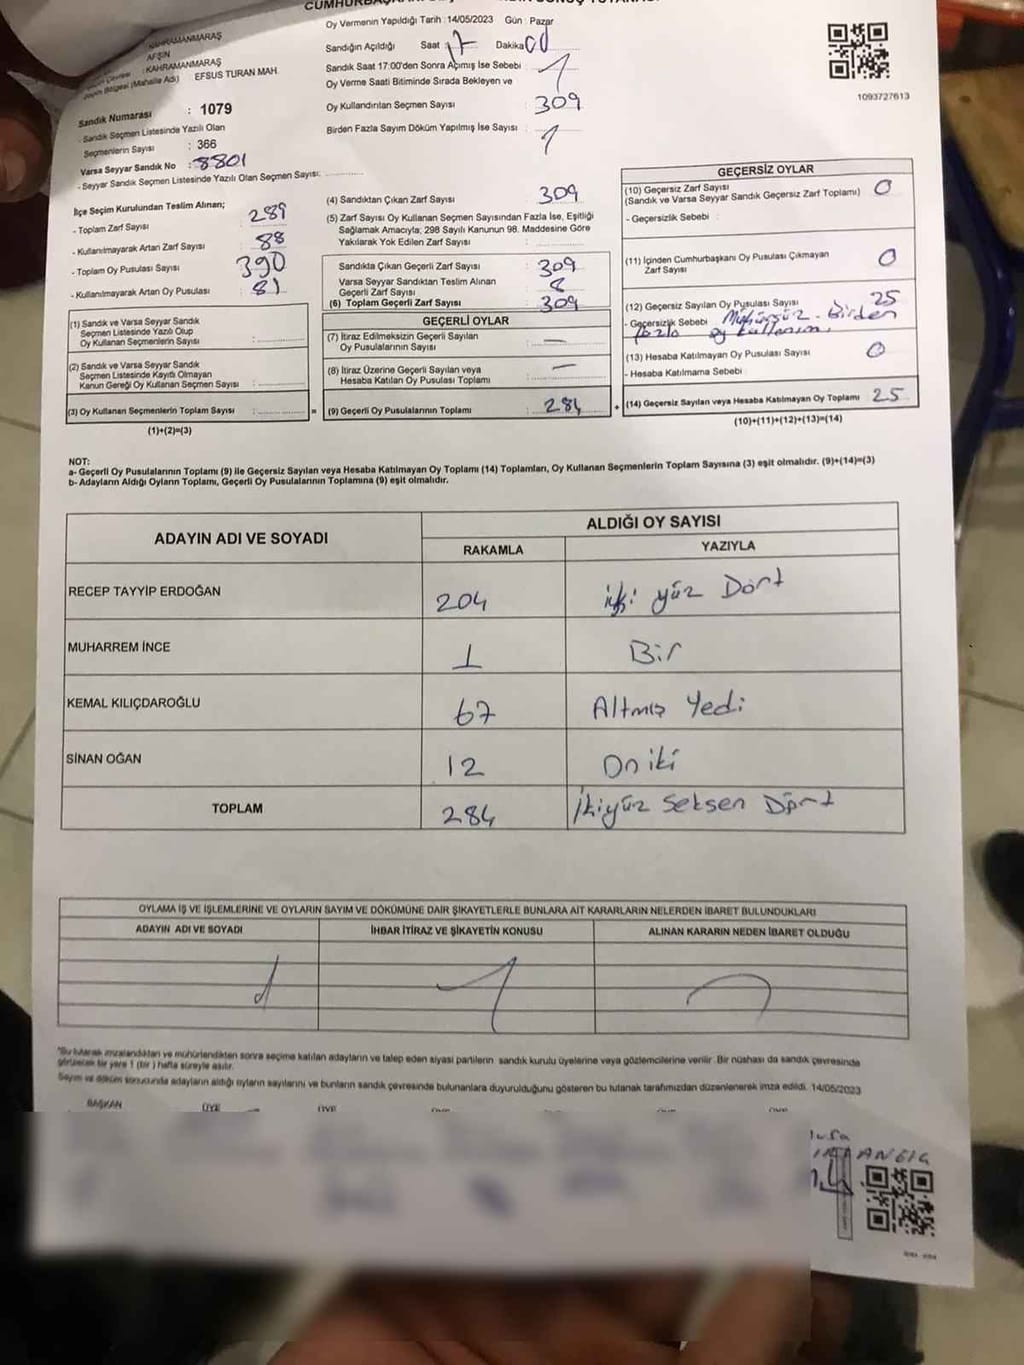 KAHRAMANMARAŞ
AFŞİN
: KAHRAMANMARAŞ
(Mahalle Adı) : EFSUS TURAN MAH.
Sandık Numarası : 1079
- Sandık Seçmen Listesinde Yazılı Olan
Seçmenlerin Sayısı : 366
Varsa Seyyar Sandık No : 8801
- Seyyar Sandık Seçmen Listesinde Yazılı Olan Seçmen Sayısı:
İlçe Seçim Kurulundan Teslim Alınan;
- Toplam Zarf Sayısı : 289
- Kullanılmayarak Artan Zarf Sayısı : 88
- Toplam Oy Pusulası Sayısı : 390
- Kullanılmayarak Artan Oy Pusulası : 81
Oy Vermenin Yapıldığı Tarih : 14/05/2023 Gün : Pazar
Sandığın Açıldığı Saat : 17 Dakika
Sandık Saat 17:00'den Sonra Açılmış İse Sebebi :
Oy Verme Saati Bitiminde Sırada Bekleyen ve
Oy Kullandırılan Seçmen Sayısı : 309
Birden Fazla Sayım Döküm Yapılmış İse Sayısı :
1093727613
(4) Sandıktan Çıkan Zarf Sayısı : 309
(5) Zarf Sayısı Oy Kullanan Seçmen Sayısından Fazla İse, Eşitliği
Sağlamak Amacıyla; 298 Sayılı Kanunun 98. Maddesine Göre
Yakılarak Yok Edilen Zarf Sayısı :
Sandıkta Çıkan Geçerli Zarf Sayısı : 309
Varsa Seyyar Sandıktan Teslim Alınan
Geçerli Zarf Sayısı :
(6) Toplam Geçerli Zarf Sayısı : 309
(1) Sandık ve Varsa Seyyar Sandık
Seçmen Listesinde Yazılı Olup
Oy Kullanan Seçmenlerin Sayısı :
(2) Sandık ve Varsa Seyyar Sandık
Seçmen Listesinde Kayıtlı Olmayan
Kanun Gereği Oy Kullanan Seçmen Sayısı :
(3) Oy Kullanan Seçmenlerin Toplam Sayısı :
(1)+(2)=(3)
=
GEÇERLİ OYLAR
(7) İtiraz Edilmeksizin Geçerli Sayılan
Oy Pusulalarının Sayısı : —
(8) İtiraz Üzerine Geçerli Sayılan veya
Hesaba Katılan Oy Pusulası Toplamı : —
(9) Geçerli Oy Pusulalarının Toplamı : 284
+
GEÇERSİZ OYLAR
(10) Geçersiz Zarf Sayısı : 0
(Sandık ve Varsa Seyyar Sandık Geçersiz Zarf Toplamı)
- Geçersizlik Sebebi :
(11) İçinden Cumhurbaşkanı Oy Pusulası Çıkmayan
Zarf Sayısı : 0
(12) Geçersiz Sayılan Oy Pusulası Sayısı : 25
- Geçersizlik Sebebi : Mühürsüz - Birden
fazla oy kullanım
(13) Hesaba Katılmayan Oy Pusulası Sayısı : 0
- Hesaba Katılmama Sebebi :
(14) Geçersiz Sayılan veya Hesaba Katılmayan Oy Toplamı : 25
(10)+(11)+(12)+(13)=(14)
NOT:
a- Geçerli Oy Pusulalarının Toplamı (9) ile Geçersiz Sayılan veya Hesaba Katılmayan Oy Toplamı (14) Toplamları, Oy Kullanan Seçmenlerin Toplam Sayısına (3) eşit olmalıdır. (9)+(14)=(3)
b- Adayların Aldığı Oyların Toplamı, Geçerli Oy Pusulalarının Toplamına (9) eşit olmalıdır.
ADAYIN ADI VE SOYADI
ALDIĞI OY SAYISI
RAKAMLA YAZIYLA
RECEP TAYYİP ERDOĞAN 204 iki yüz Dört
MUHARREM İNCE 1 Bir
KEMAL KILIÇDAROĞLU 67 Altmış Yedi
SİNAN OĞAN 12 On iki
TOPLAM 284 İkiyüz Seksen Dört
OYLAMA İŞ VE İŞLEMLERİNE VE OYLARIN SAYIM VE DÖKÜMÜNE DAİR ŞİKAYETLERLE BUNLARA AİT KARARLARIN NELERDEN İBARET BULUNDUKLARI
ADAYIN ADI VE SOYADI İHBAR İTİRAZ VE ŞİKAYETİN KONUSU ALINAN KARARIN NEDEN İBARET OLDUĞU
*Bu tutanak imzalandıktan ve mühürlendikten sonra seçime katılan adayların ve talep eden siyasi partilerin sandık kurulu üyelerine veya gözlemcilerine verilir. Bir nüshası da sandık çevresinde
görülecek bir yere 1 (bir) hafta süreyle asılır.
Sayım ve döküm sonucunda adayların aldığı oyların sayılarını ve bunların sandık çevresinde bulunanlara duyurulduğunu gösteren bu tutanak tarafımızdan düzenlenerek imza edildi. 14/05/2023
BAŞKAN ÜYE